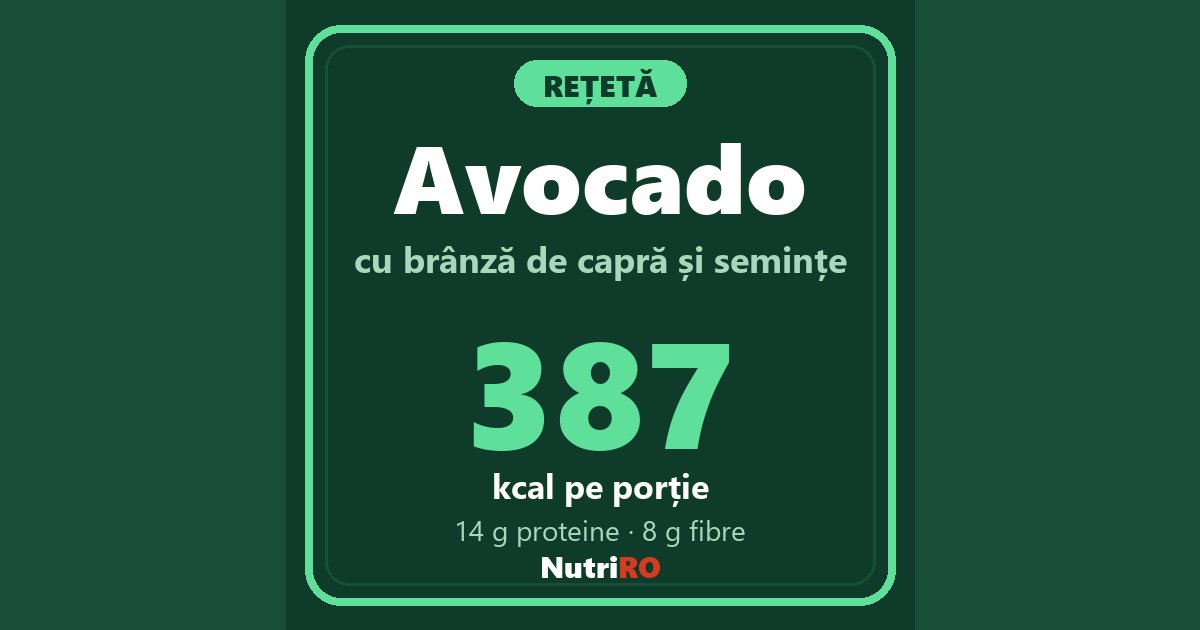 REȚETĂ
Avocado
cu brânză de capră și semințe
387
kcal pe porție
14 g proteine · 8 g fibre
NutriRO